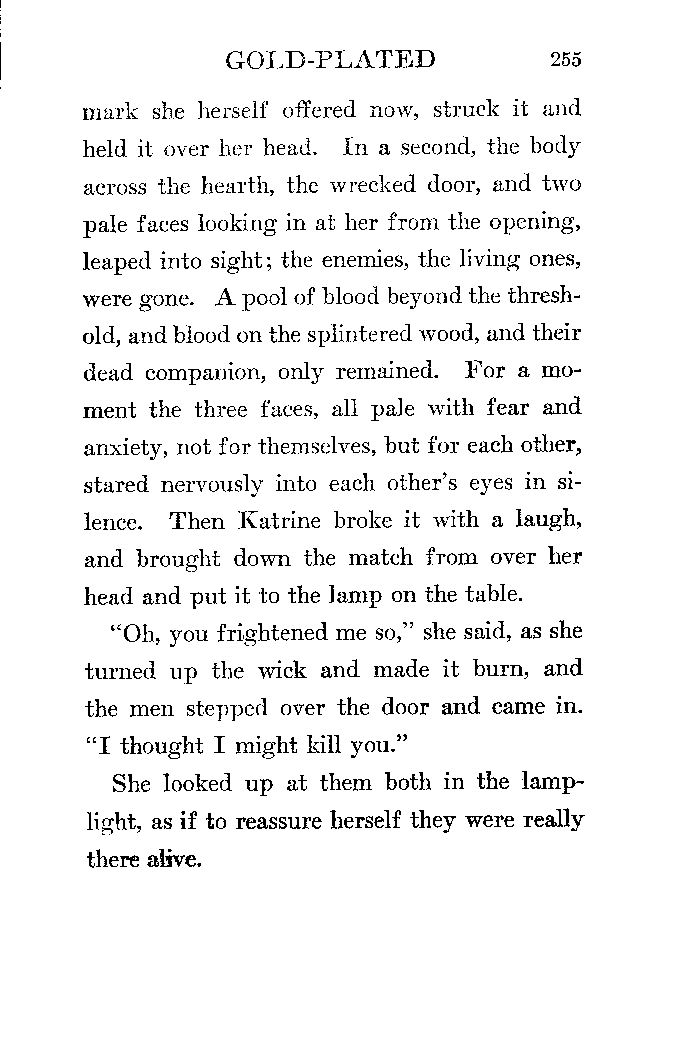 GOLD-PLATED 255
mark she herself offered now, struck it and
held it over her head. In a second, the body
across the hearth, the wrecked door, and two
pale faces looking in at her from the opening,
leaped into sight; the enemies, the living ones,
were gone. A pool of blood beyond the thresh-
old, and blood on the splintered wood, and their
dead companion, only remained. For a mo-
ment the three faces, all pale with fear and
anxiety, not for themselves, but for each other,
stared nervously into each other's eyes in si-
lence. Then Katrine broke it with a laugh,
and brought down the match from over her
head and put it to the lamp on the table.
"Oh, you frightened me so," she said, as she
turned up the wick and made it burn, and
the men stepped over the door and came in.
"I thought I might kill you."
She looked up at them both in the lamp-
light, as if to reassure herself they were really
there alive.